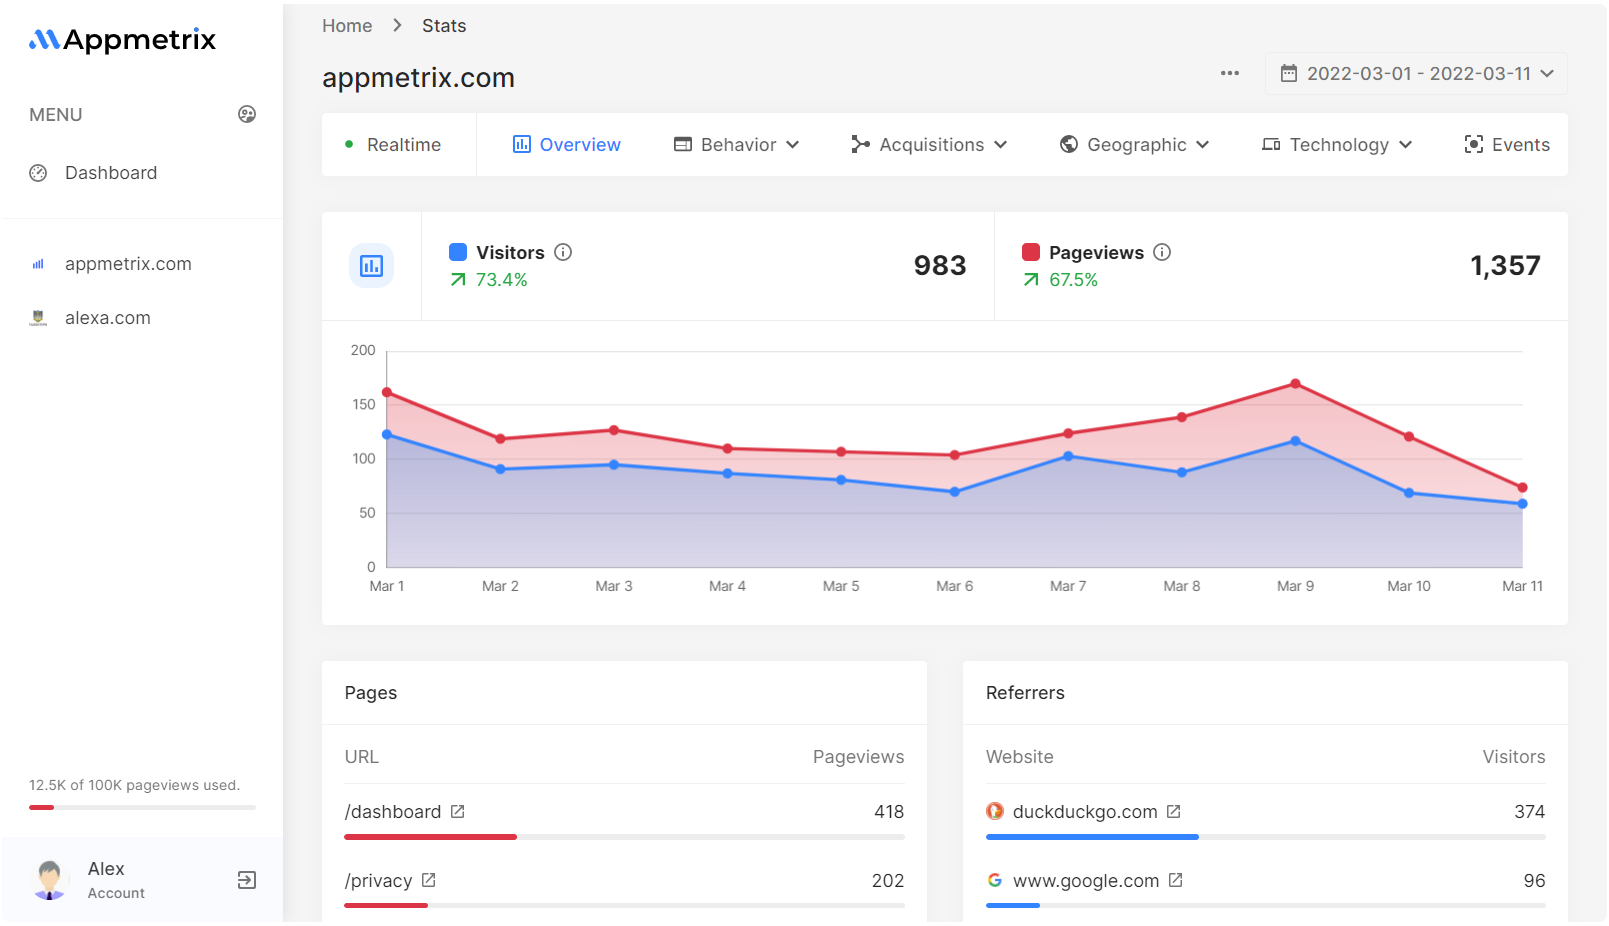 Appmetrix
MENU
Dashboard
appmetrix.com
alexa.com
12.5K of 100K pageviews used.
Alex
Account
Home > Stats
appmetrix.com
2022-03-01 - 2022-03-11
Realtime Overview Behavior Acquisitions Geographic Technology Events
Visitors
73.4%
983
Pageviews
67.5%
1,357
200
150
100
50
0
Mar 1 Mar 2 Mar 3 Mar 4 Mar 5 Mar 6 Mar 7 Mar 8 Mar 9 Mar 10 Mar 11
Pages
URL Pageviews
/dashboard 418
/privacy 202
Referrers
Website Visitors
duckduckgo.com 374
www.google.com 96